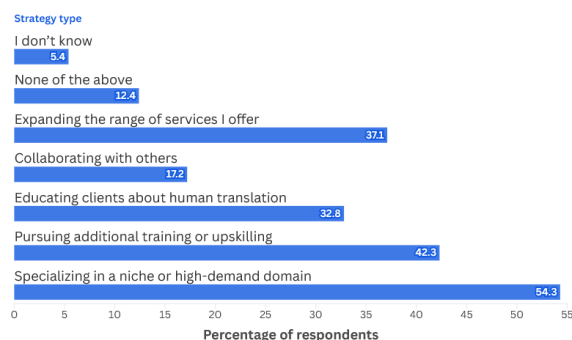 Strategy type
I don’t know
5.4
None of the above
12.4
Expanding the range of services I offer
37.1
Collaborating with others
17.2
Educating clients about human translation
32.8
Pursuing additional training or upskilling
42.3
Specializing in a niche or high-demand domain
54.3
0 5 10 15 20 25 30 35 40 45 50 55
Percentage of respondents